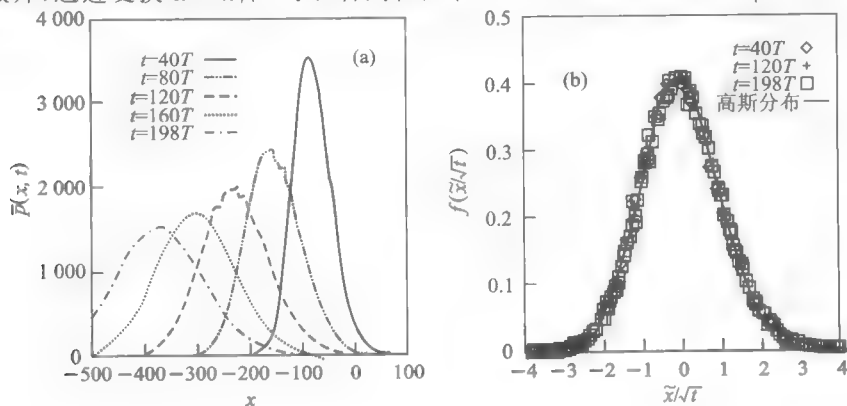 (a)
t=40T
t=80T
t=120T
t=160T
t=198T
4 000
3 000
2 000
1 000
0
p̄(x, t)
−500 −400 −300 −200 −100 0 100
x
(b)
t=40T ◇
t=120T +
t=198T □
高斯分布 —
0.5
0.4
0.3
0.2
0.1
0
f(x̃/√t)
−4 −3 −2 −1 0 1 2 3 4
x̃/√t